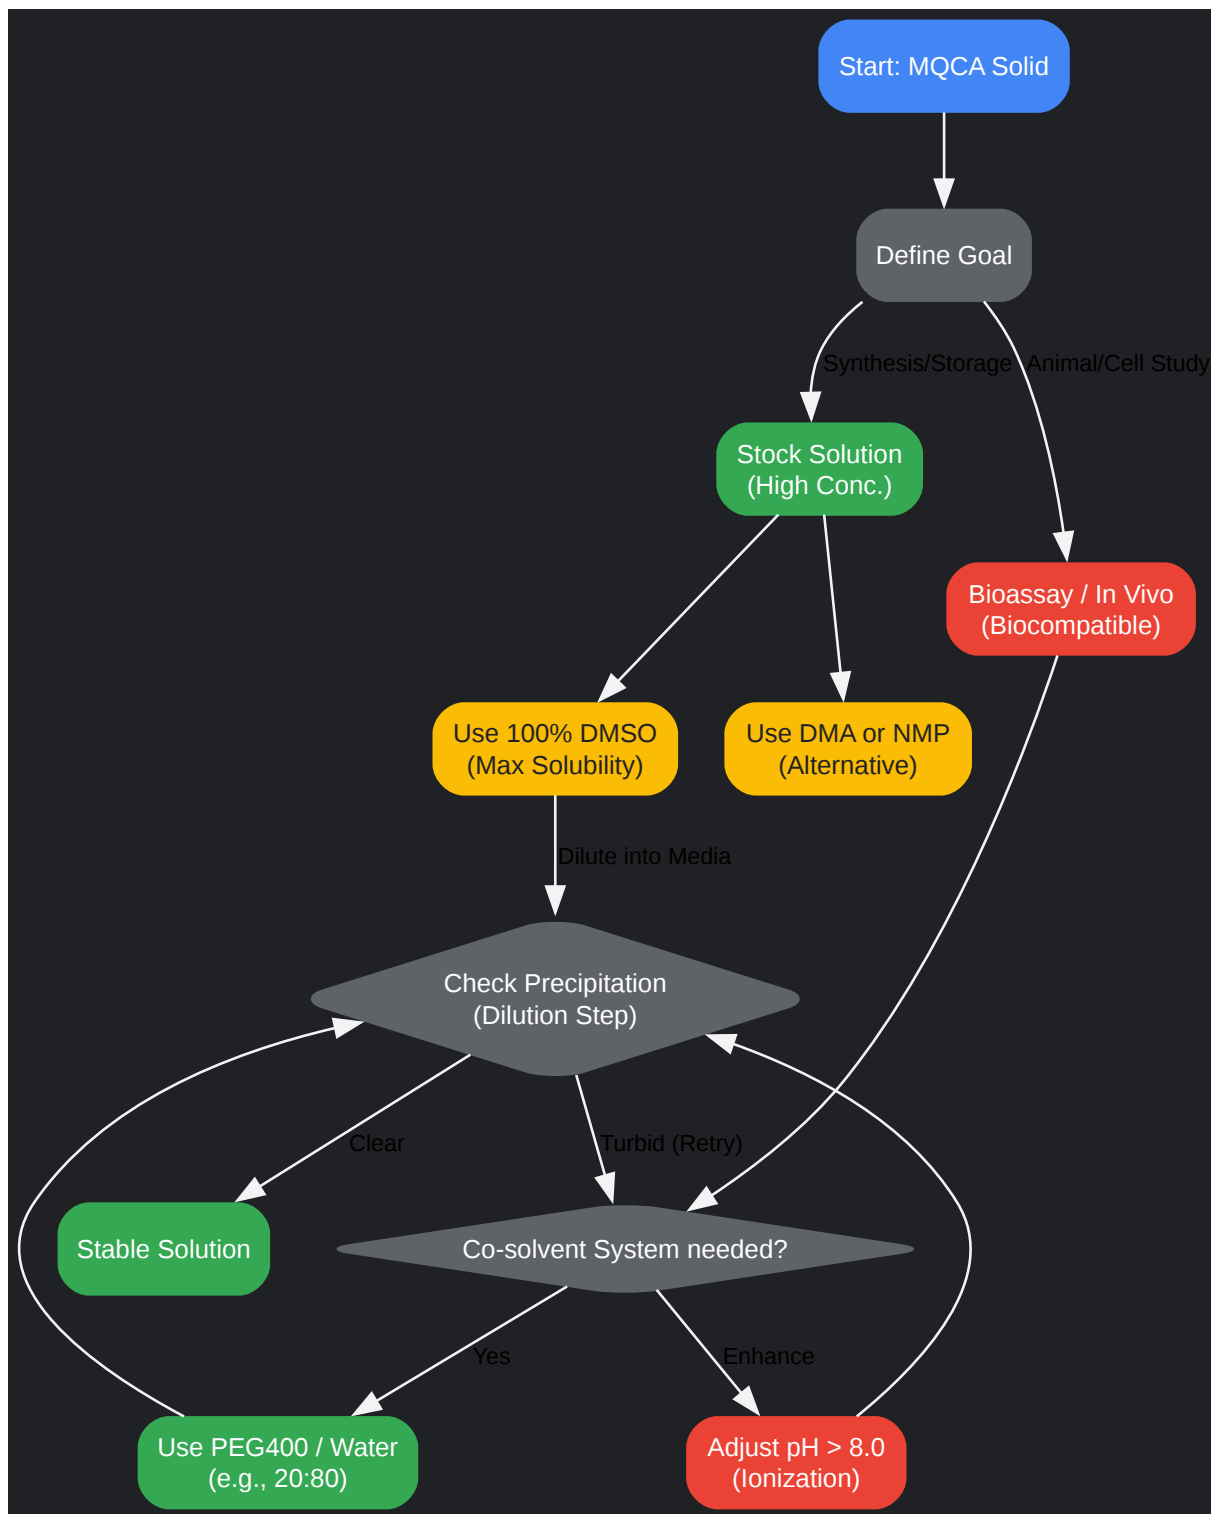 Start: MQCA Solid
Define Goal
Synthesis/Storage
Animal/Cell Study
Stock Solution
(High Conc.)
Bioassay / In Vivo
(Biocompatible)
Use 100% DMSO
(Max Solubility)
Use DMA or NMP
(Alternative)
Dilute into Media
Check Precipitation
(Dilution Step)
Clear
Turbid (Retry)
Stable Solution
Co-solvent System needed?
Yes
Enhance
Use PEG400 / Water
(e.g., 20:80)
Adjust pH > 8.0
(Ionization)